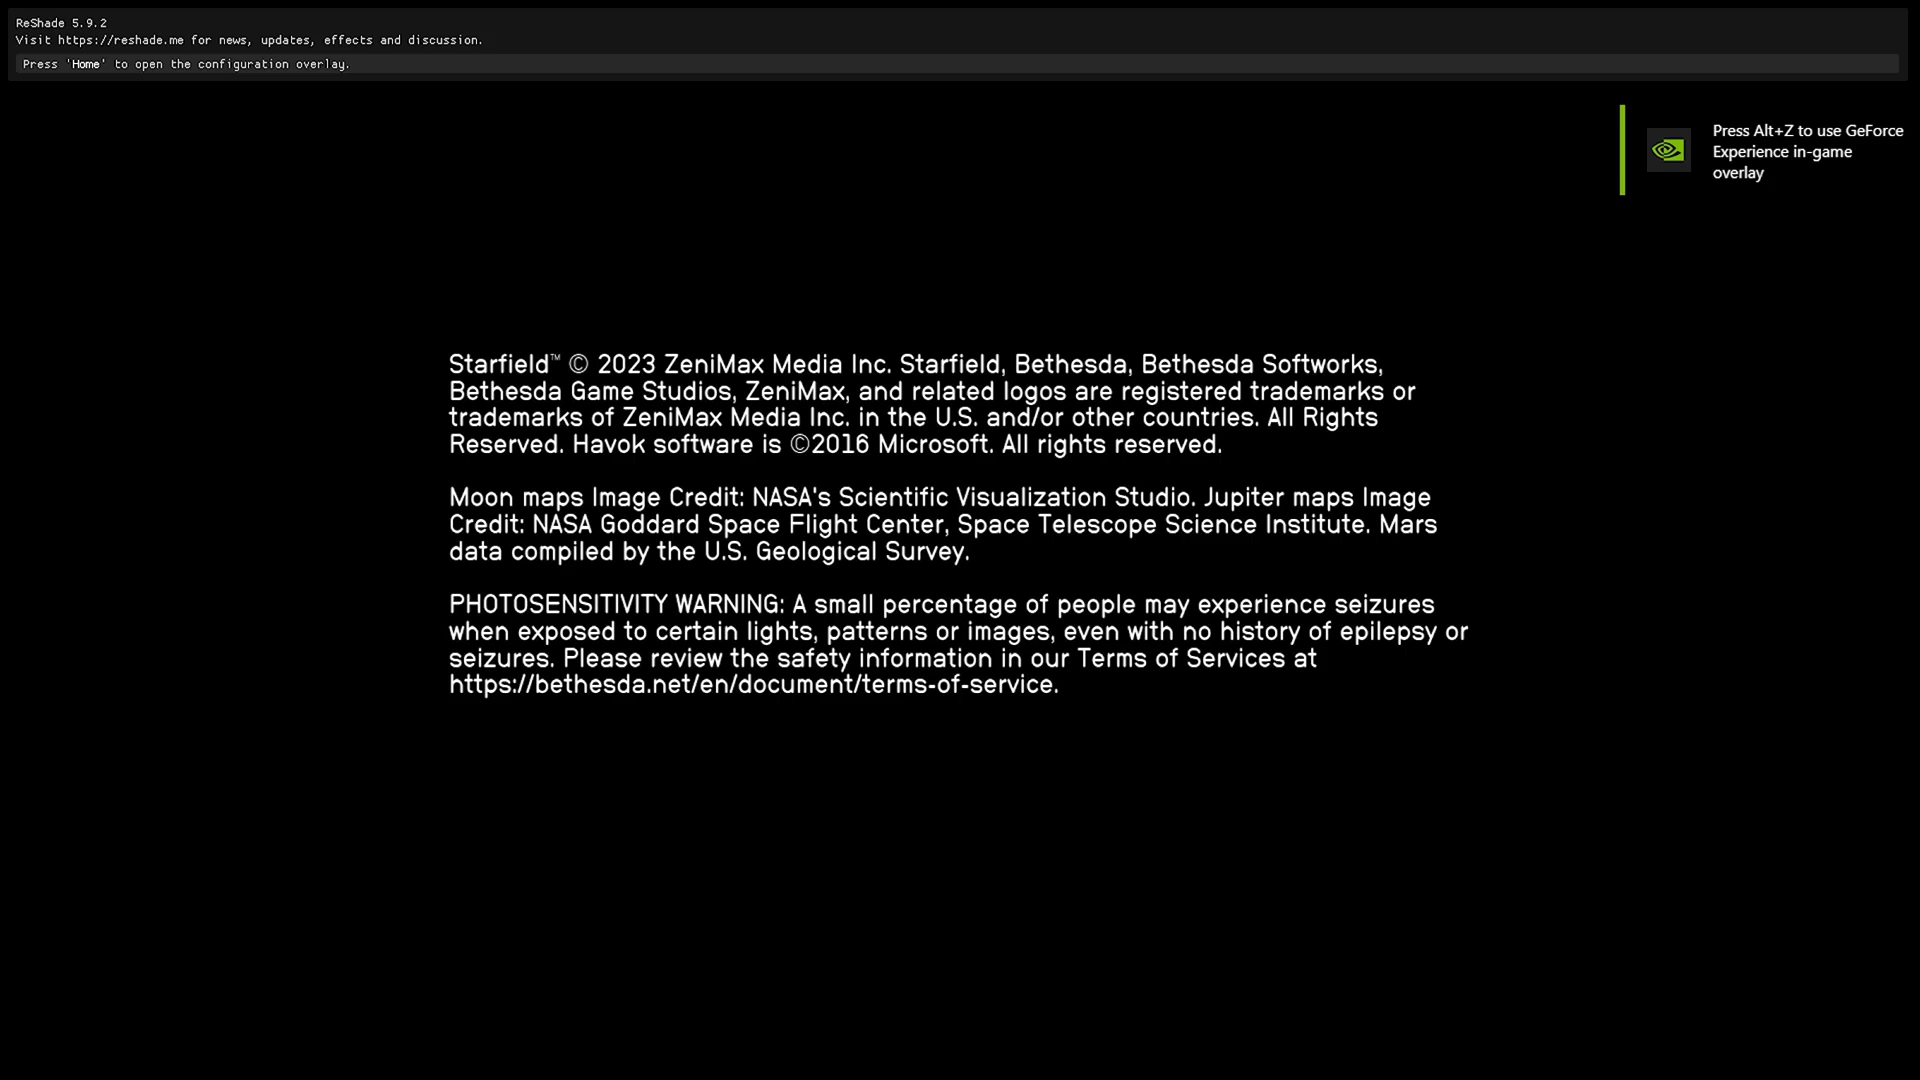 ReShade 5.9.2
Visit https://reshade.me for news, updates, effects and discussion.
Press 'Home' to open the configuration overlay.
Press Alt+Z to use GeForce
Experience in-game
overlay
Starfield™ © 2023 ZeniMax Media Inc. Starfield, Bethesda, Bethesda Softworks,
Bethesda Game Studios, ZeniMax, and related logos are registered trademarks or
trademarks of ZeniMax Media Inc. in the U.S. and/or other countries. All Rights
Reserved. Havok software is ©2016 Microsoft. All rights reserved.
Moon maps Image Credit: NASA's Scientific Visualization Studio. Jupiter maps Image
Credit: NASA Goddard Space Flight Center, Space Telescope Science Institute. Mars
data compiled by the U.S. Geological Survey.
PHOTOSENSITIVITY WARNING: A small percentage of people may experience seizures
when exposed to certain lights, patterns or images, even with no history of epilepsy or
seizures. Please review the safety information in our Terms of Services at
https://bethesda.net/en/document/terms-of-service.